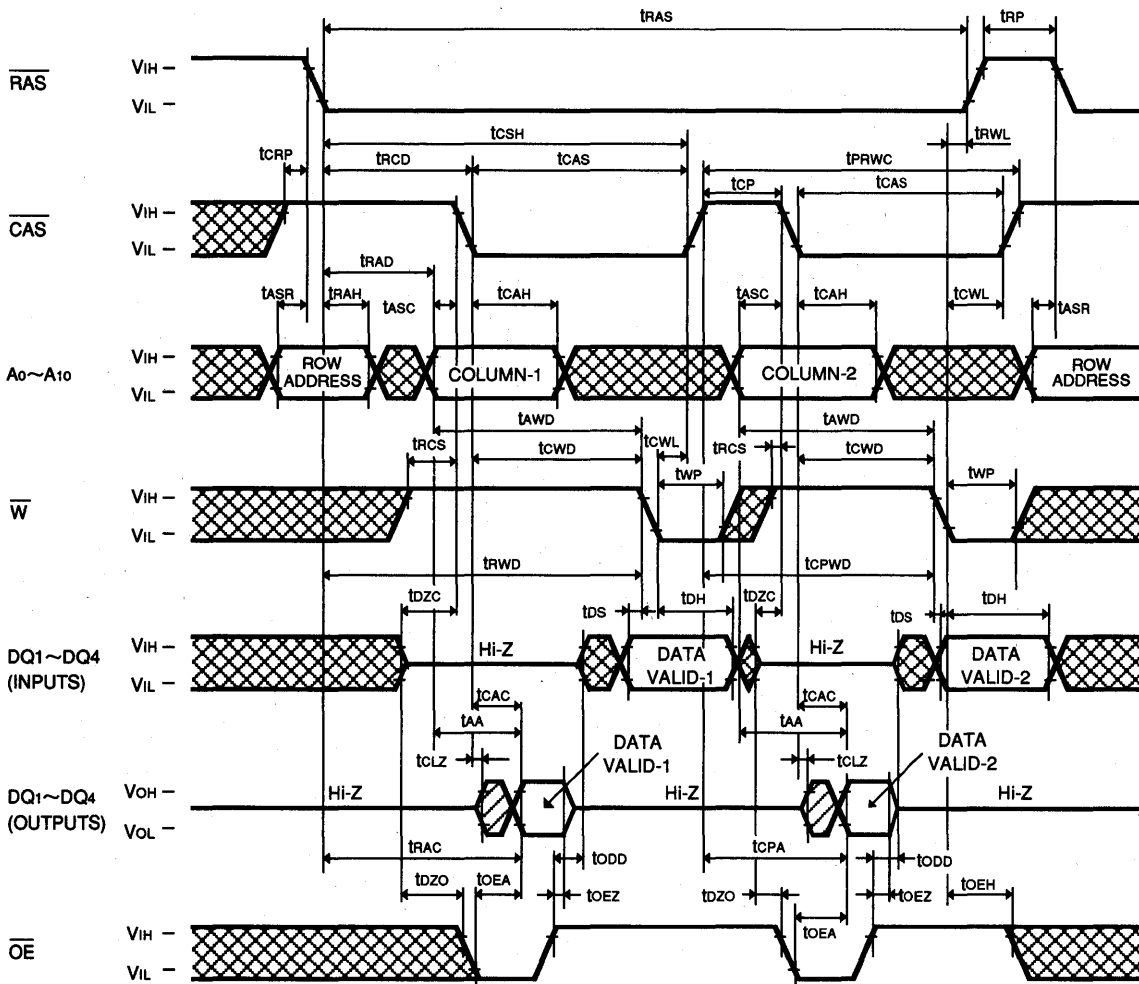 tRAS tRP
RAS VIH
VIL
tCSH tRWL
tCRP tRCD tCAS tPRWC
tCP tCAS
CAS VIH
VIL
tRAD
tASR tRAH tASC tCAH tASC tCAH tCWL tASR
A0~A10 VIH
VIL
ROW ADDRESS
COLUMN-1
COLUMN-2
ROW ADDRESS
tAWD tAWD
tRCS tCWD tCWL tRCS tCWD
tWP tWP
W VIH
VIL
tRWD tCPWD
tDZC tDS tDH tDZC tDS tDH
DQ1~DQ4 (INPUTS) VIH
VIL
Hi-Z
DATA VALID-1
Hi-Z
DATA VALID-2
tCAC tCAC
tAA tAA
tCLZ DATA VALID-1 tCLZ DATA VALID-2
DQ1~DQ4 (OUTPUTS) VOH
VOL
Hi-Z Hi-Z Hi-Z
tRAC tODD tCPA tODD
tDZO tOEA tOEZ tDZO tOEA tOEZ tOEH
OE VIH
VIL